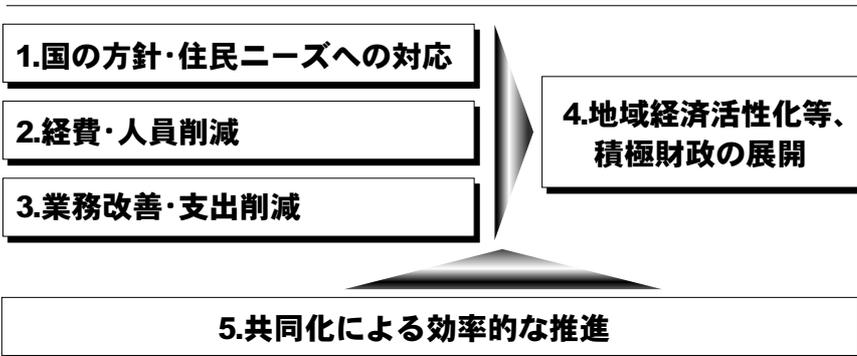 1.国の方針･住民ニーズへの対応
2.経費･人員削減
3.業務改善･支出削減
4.地域経済活性化等、
積極財政の展開
5.共同化による効率的な推進